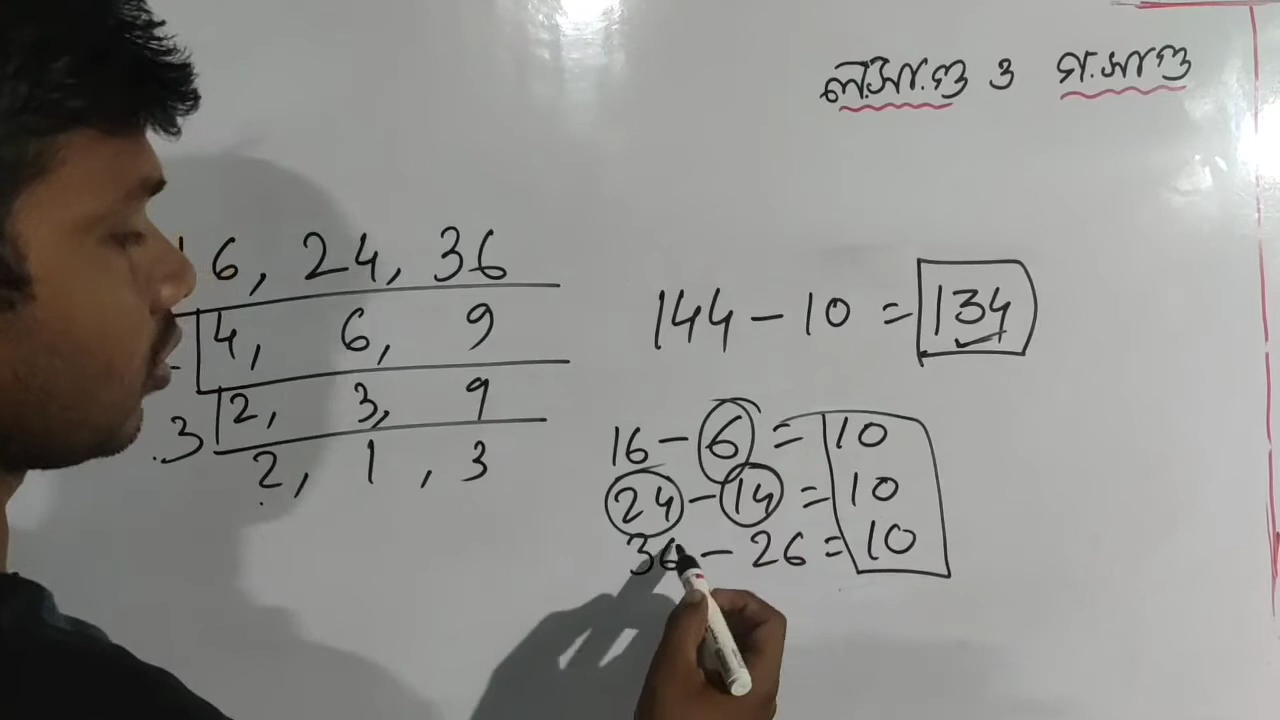 ল.সা.গু ও গ.সা.গু
16, 24, 36
4, 6, 9
2, 3, 9
3
2, 1, 3
144 - 10 = 134
16 - 6 = 10
24 - 14 = 10
36 - 26 = 10